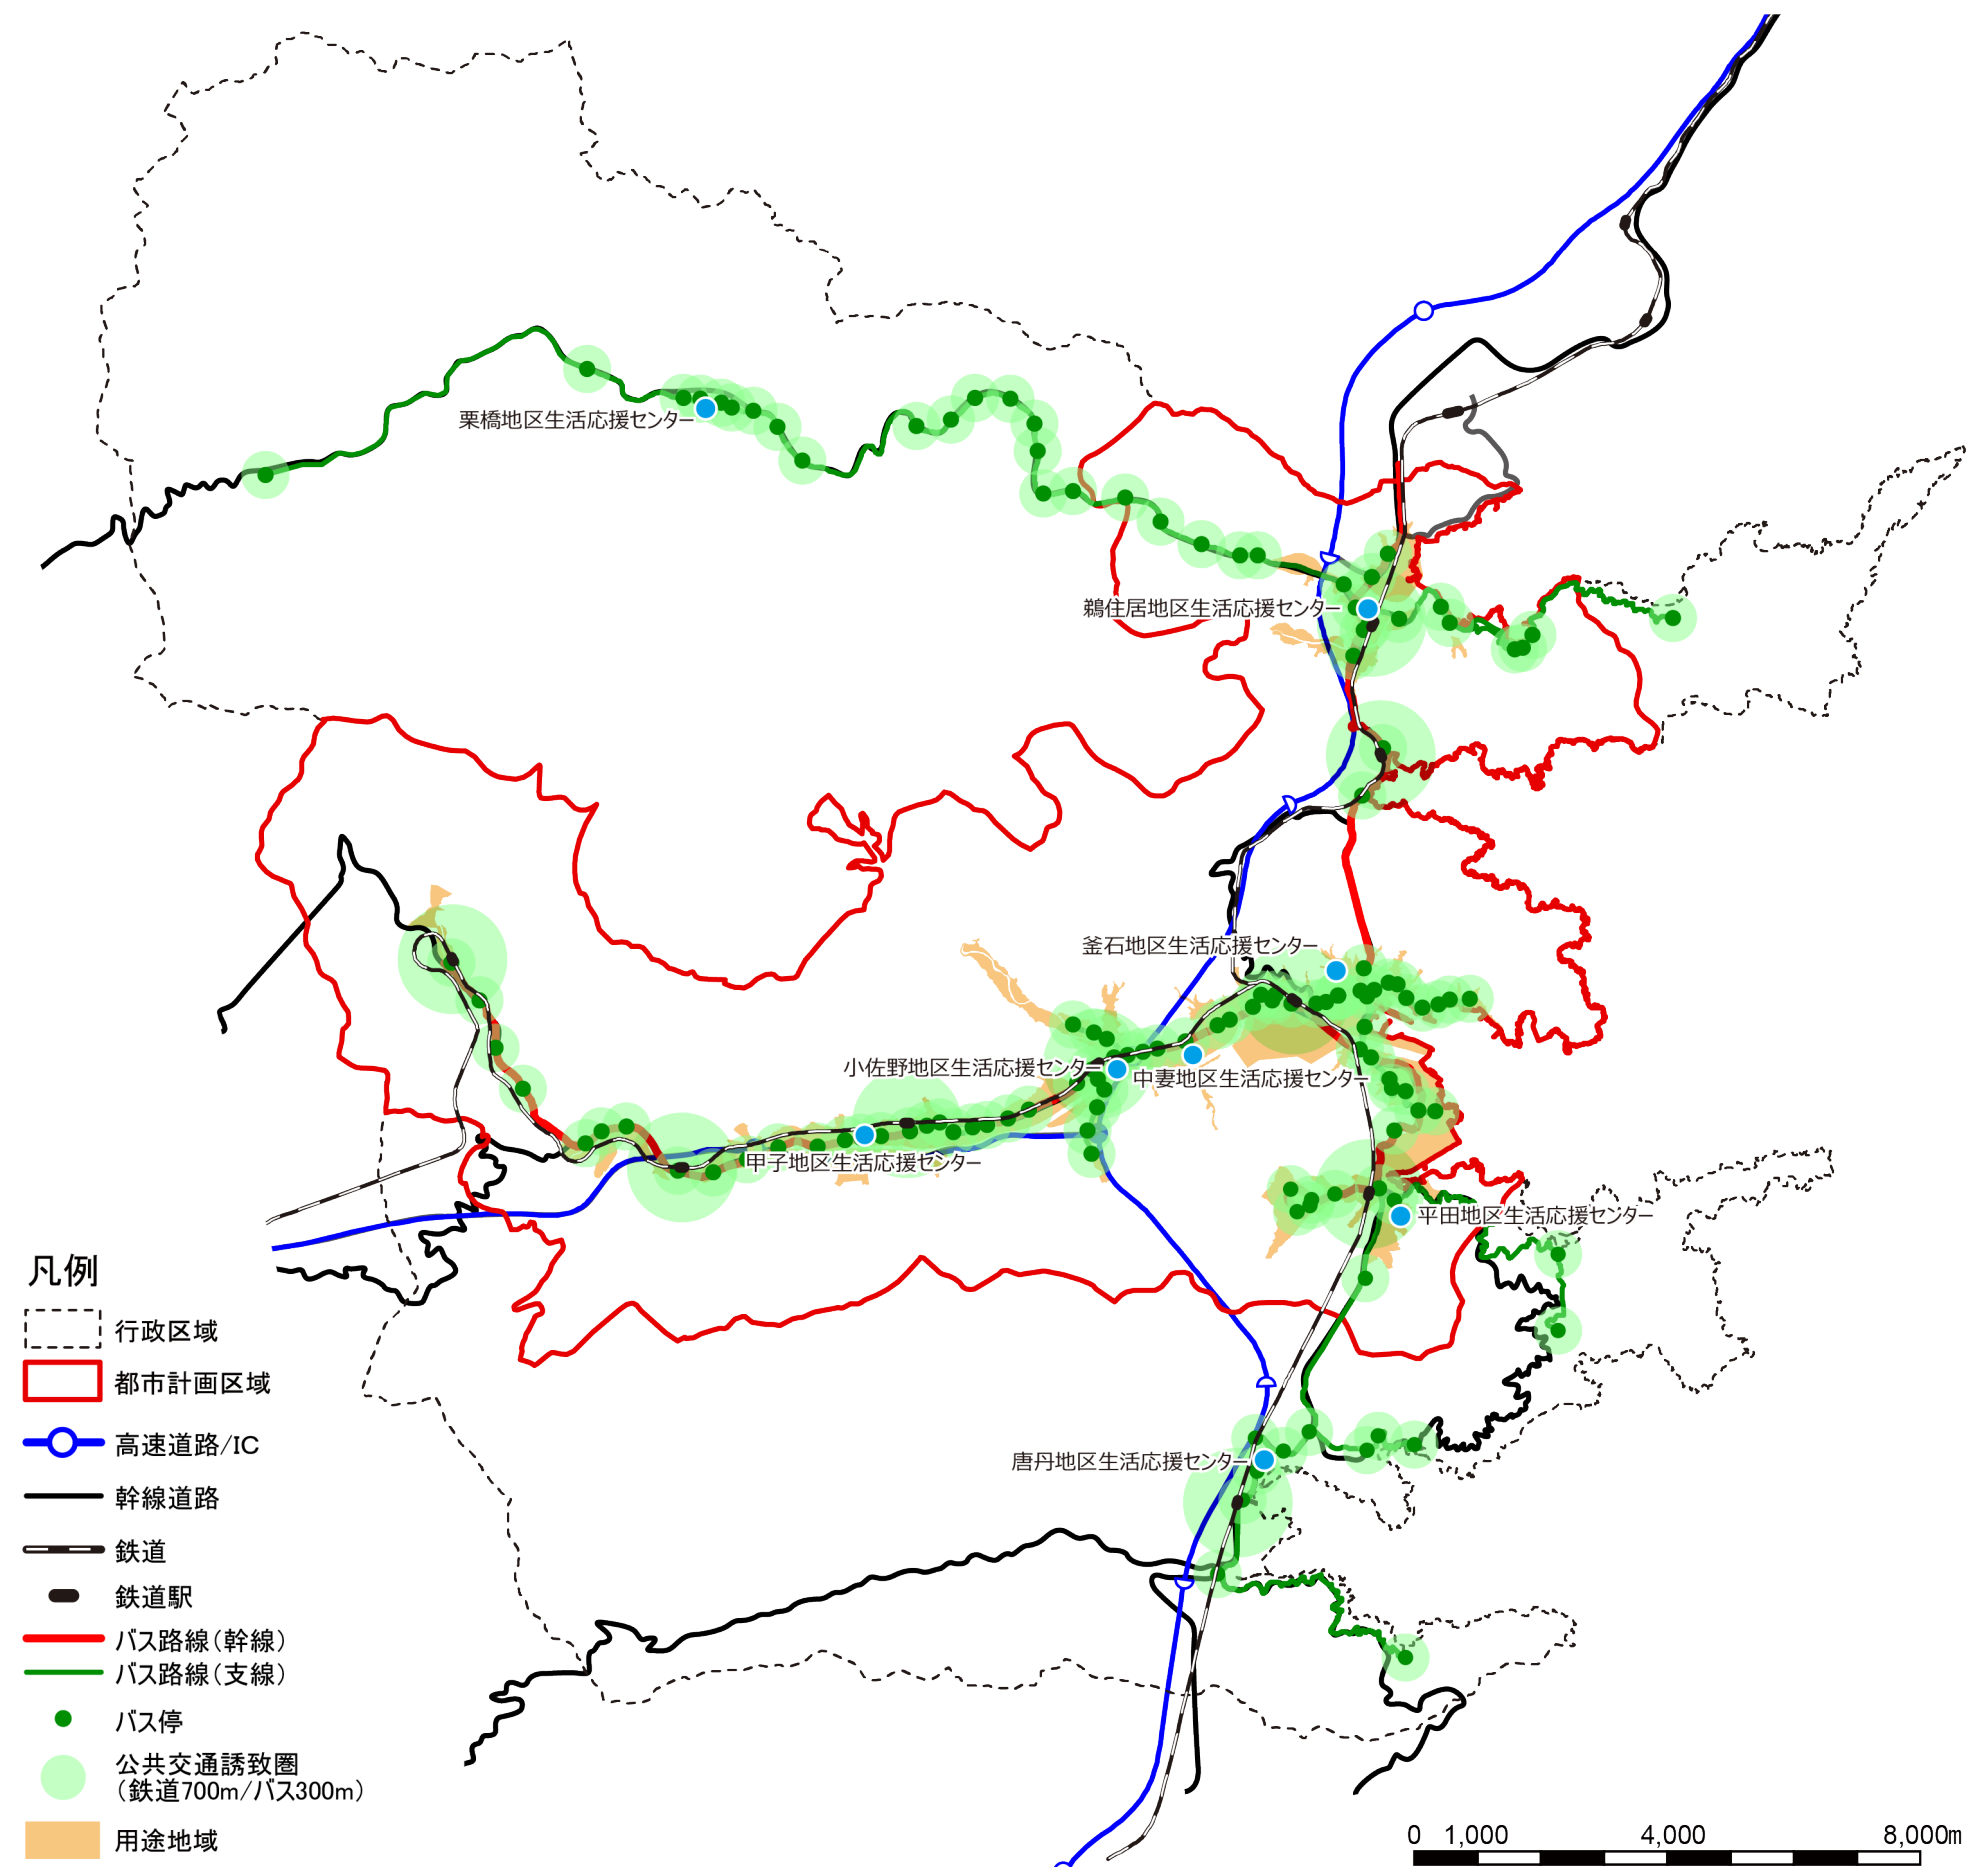 栗橋地区生活応援センター
鵜住居地区生活応援センター
釜石地区生活応援センター
小佐野地区生活応援センター
中妻地区生活応援センター
甲子地区生活応援センター
平田地区生活応援センター
唐丹地区生活応援センター
凡例
行政区域
都市計画区域
高速道路/IC
幹線道路
鉄道
鉄道駅
バス路線(幹線)
バス路線(支線)
バス停
公共交通誘致圏
(鉄道700m/バス300m)
用途地域
0 1,000 4,000 8,000m